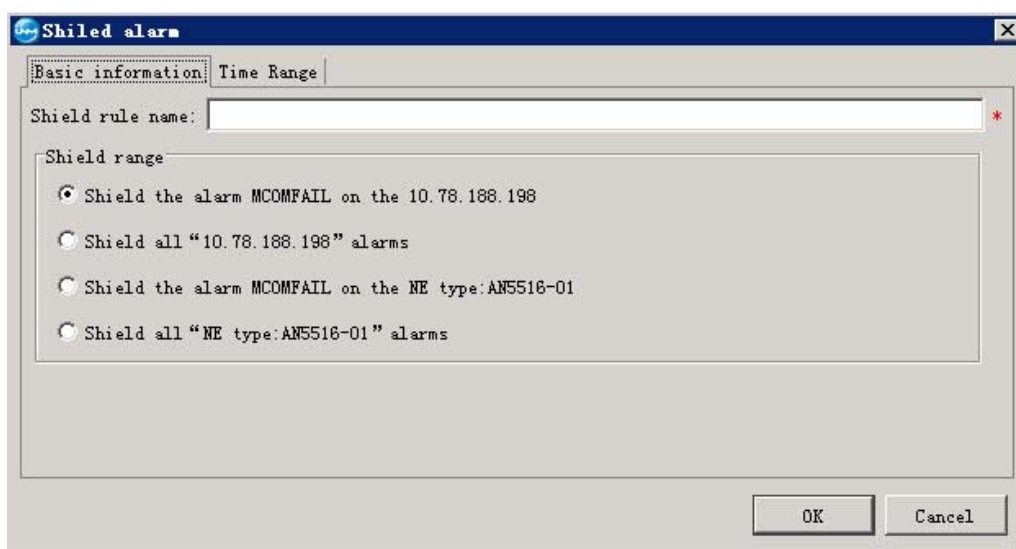 Shiled alarm
Basic information Time Range
Shield rule name: *
Shield range
Shield the alarm MCOMFAIL on the 10.78.188.198
Shield all “10.78.188.198” alarms
Shield the alarm MCOMFAIL on the NE type:AN5516-01
Shield all “NE type:AN5516-01” alarms
OK Cancel